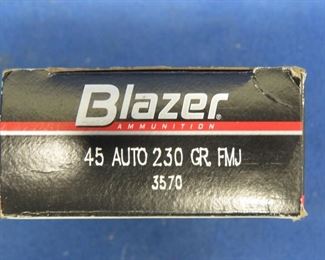 Blazer®
AMMUNITION
45 AUTO 230 GR. FMJ
3570